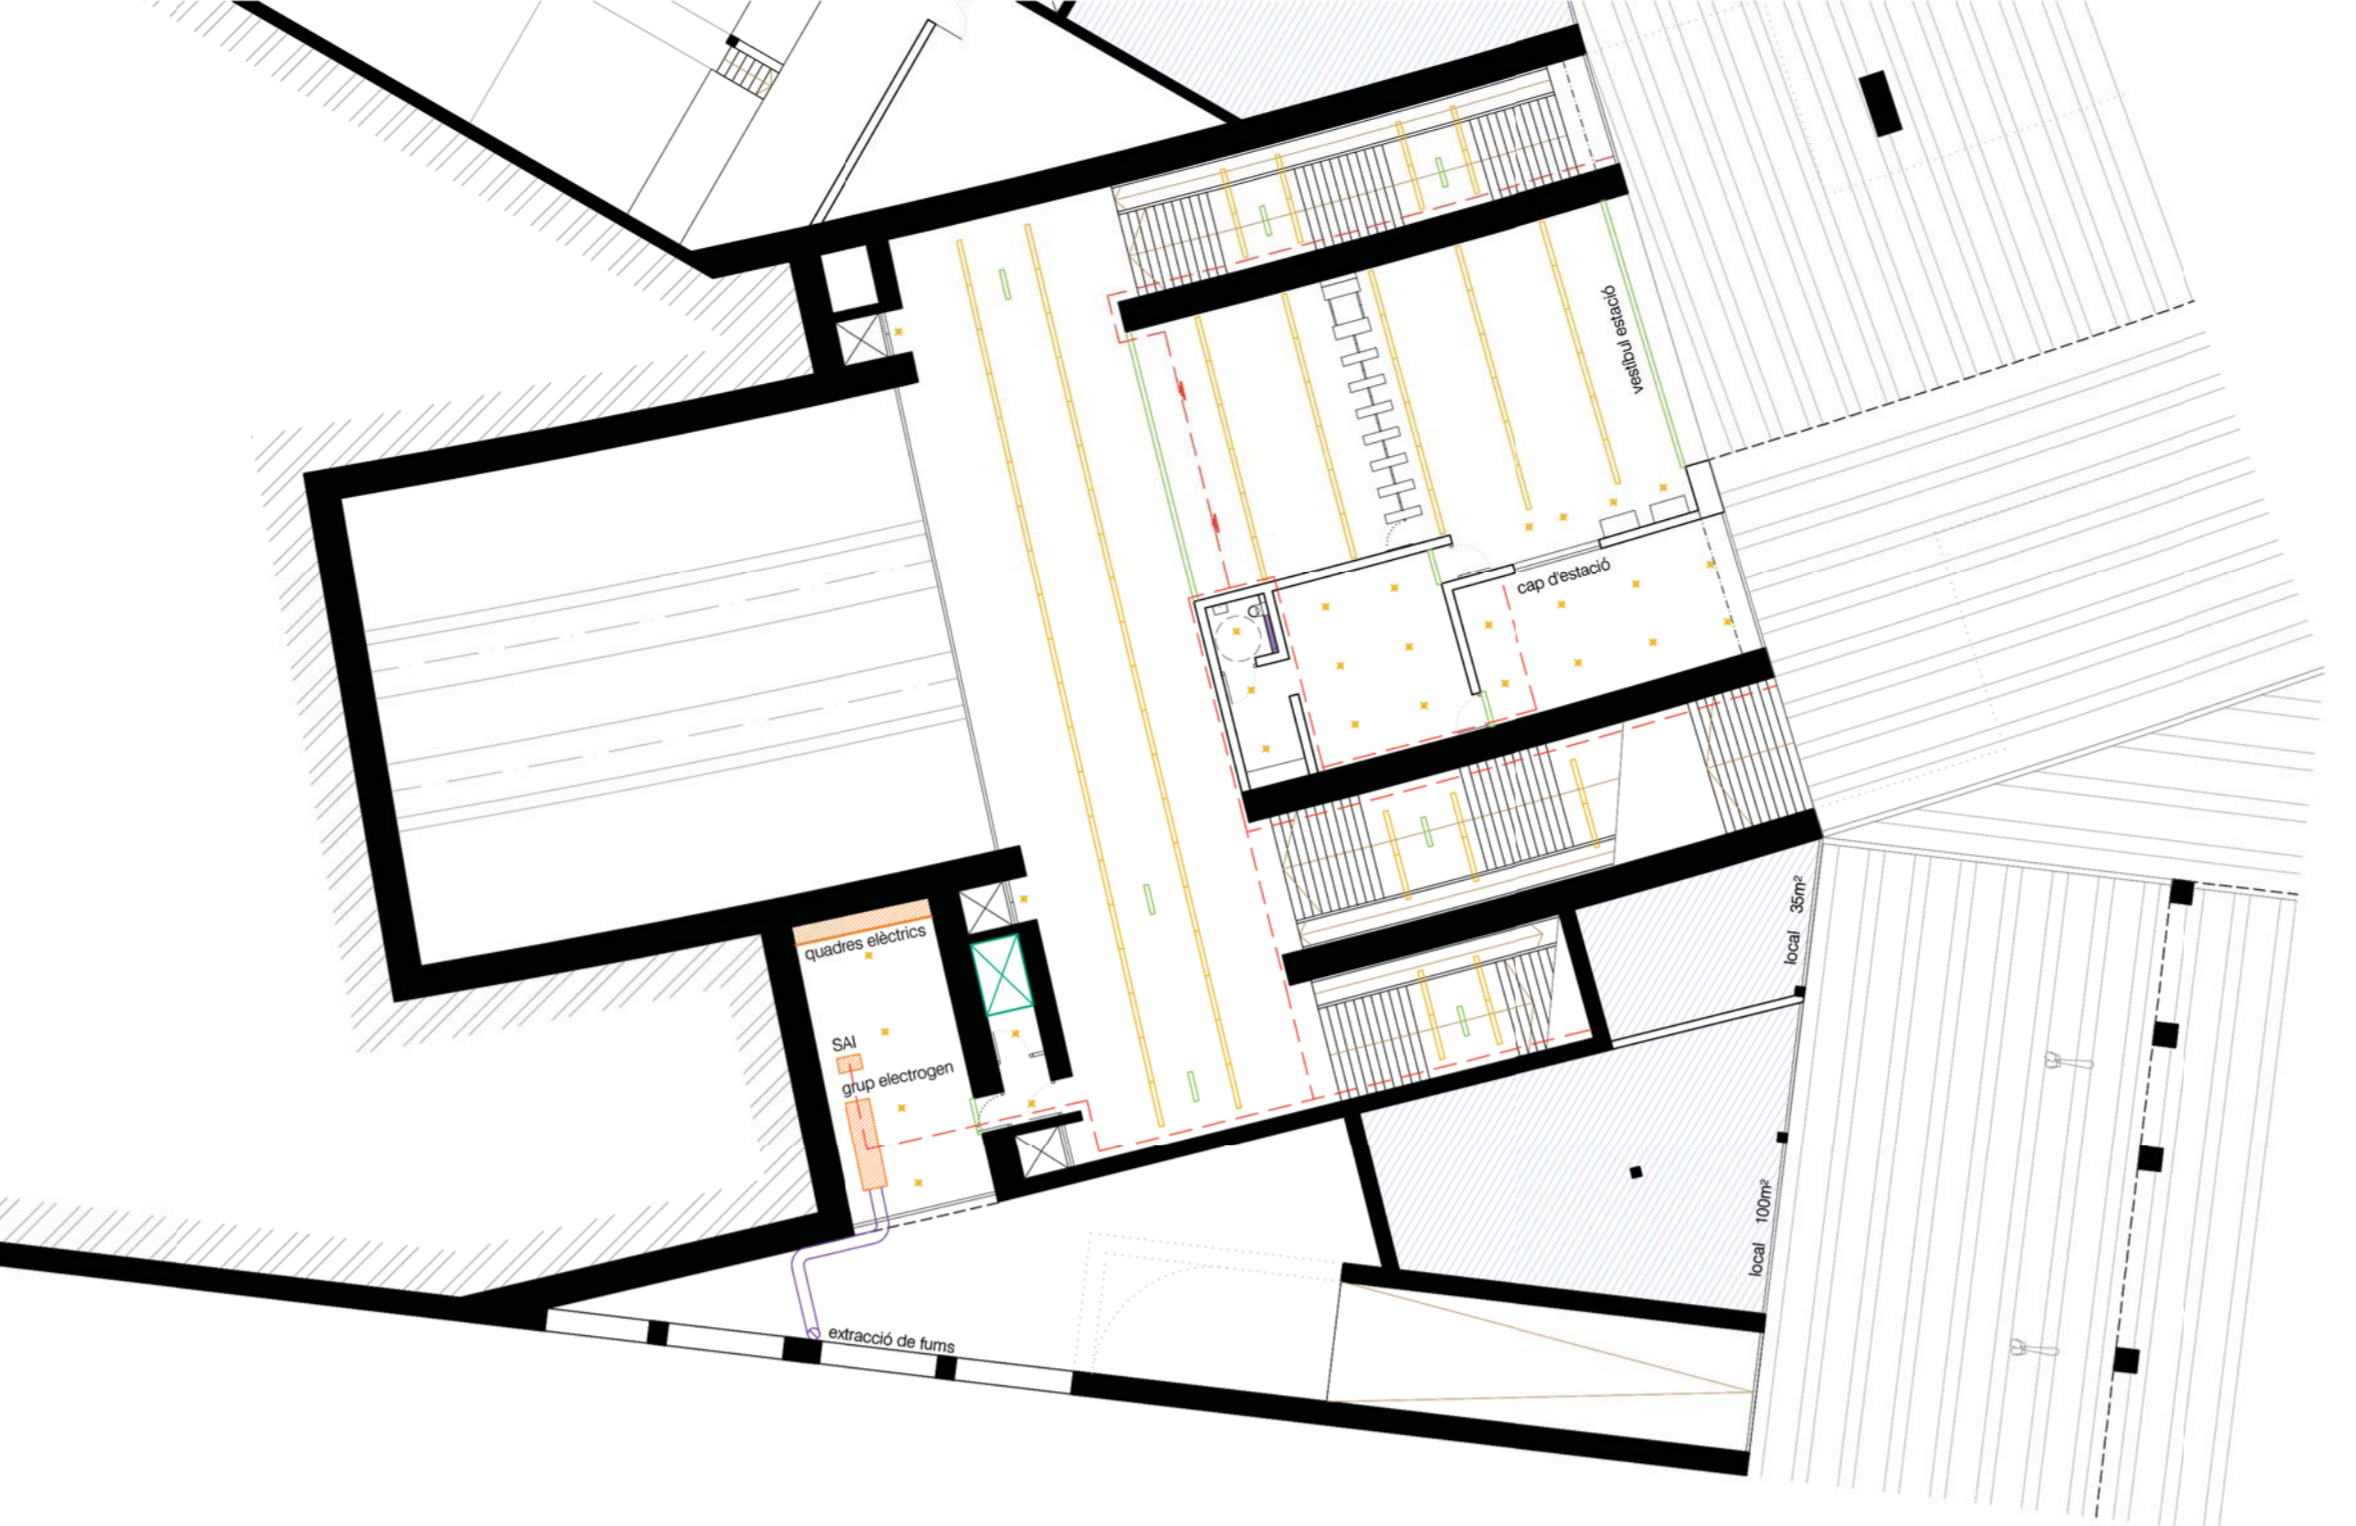 vestíbul estació
cap d'estació
quadres elèctrics
SAI
grup electrogen
local 35m²
local 100m²
extracció de fums